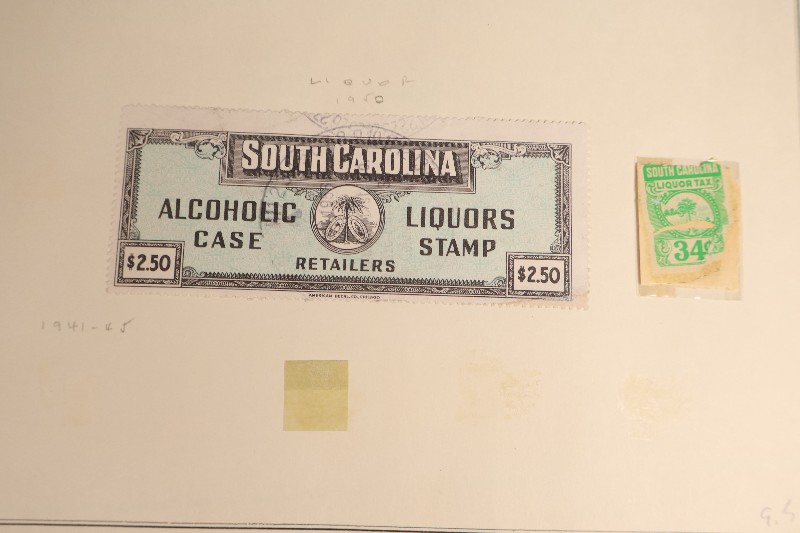 LIQUOR
1950
SOUTH CAROLINA
ALCOHOLIC LIQUORS
CASE STAMP
RETAILERS
$2.50 $2.50
SOUTH CAROLINA
LIQUOR TAX
34¢
1941-